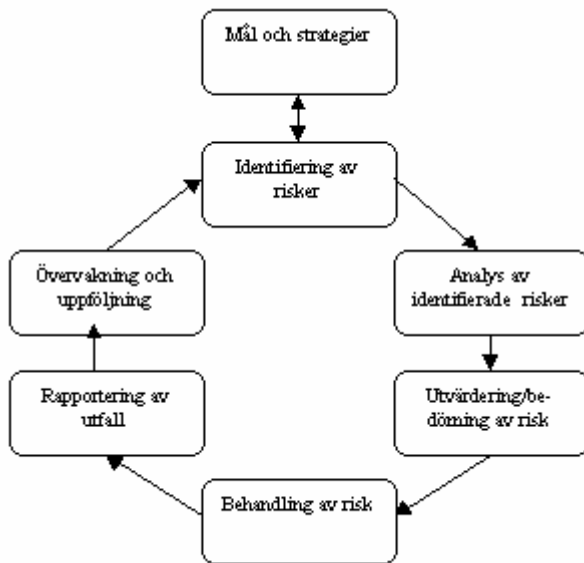 Mål och strategier
Identifiering av
risker
Övervakning och
uppföljning
Analys av
identifierade risker
Rapportering av
utfall
Utvärdering/be-
dörning av risk
Behandling av risk